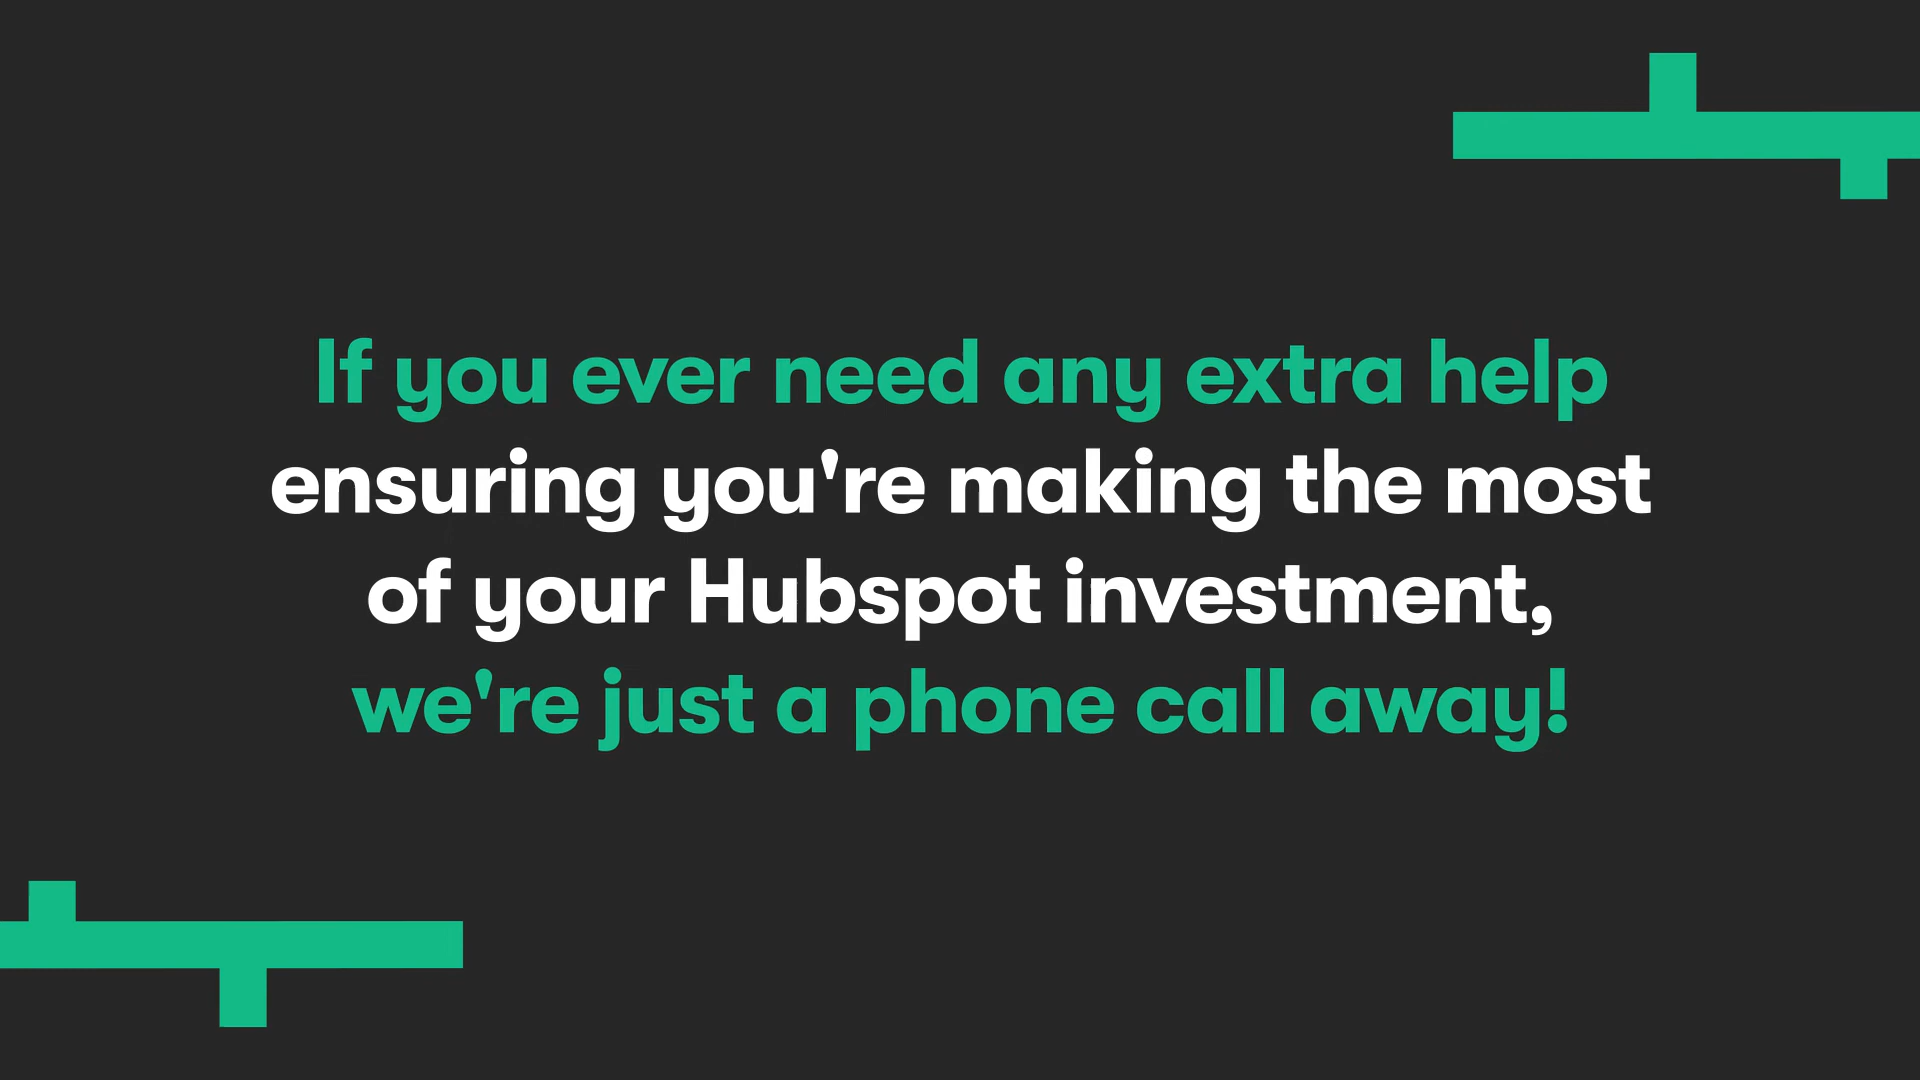 If you ever need any extra help
ensuring you're making the most
of your Hubspot investment,
we're just a phone call away!